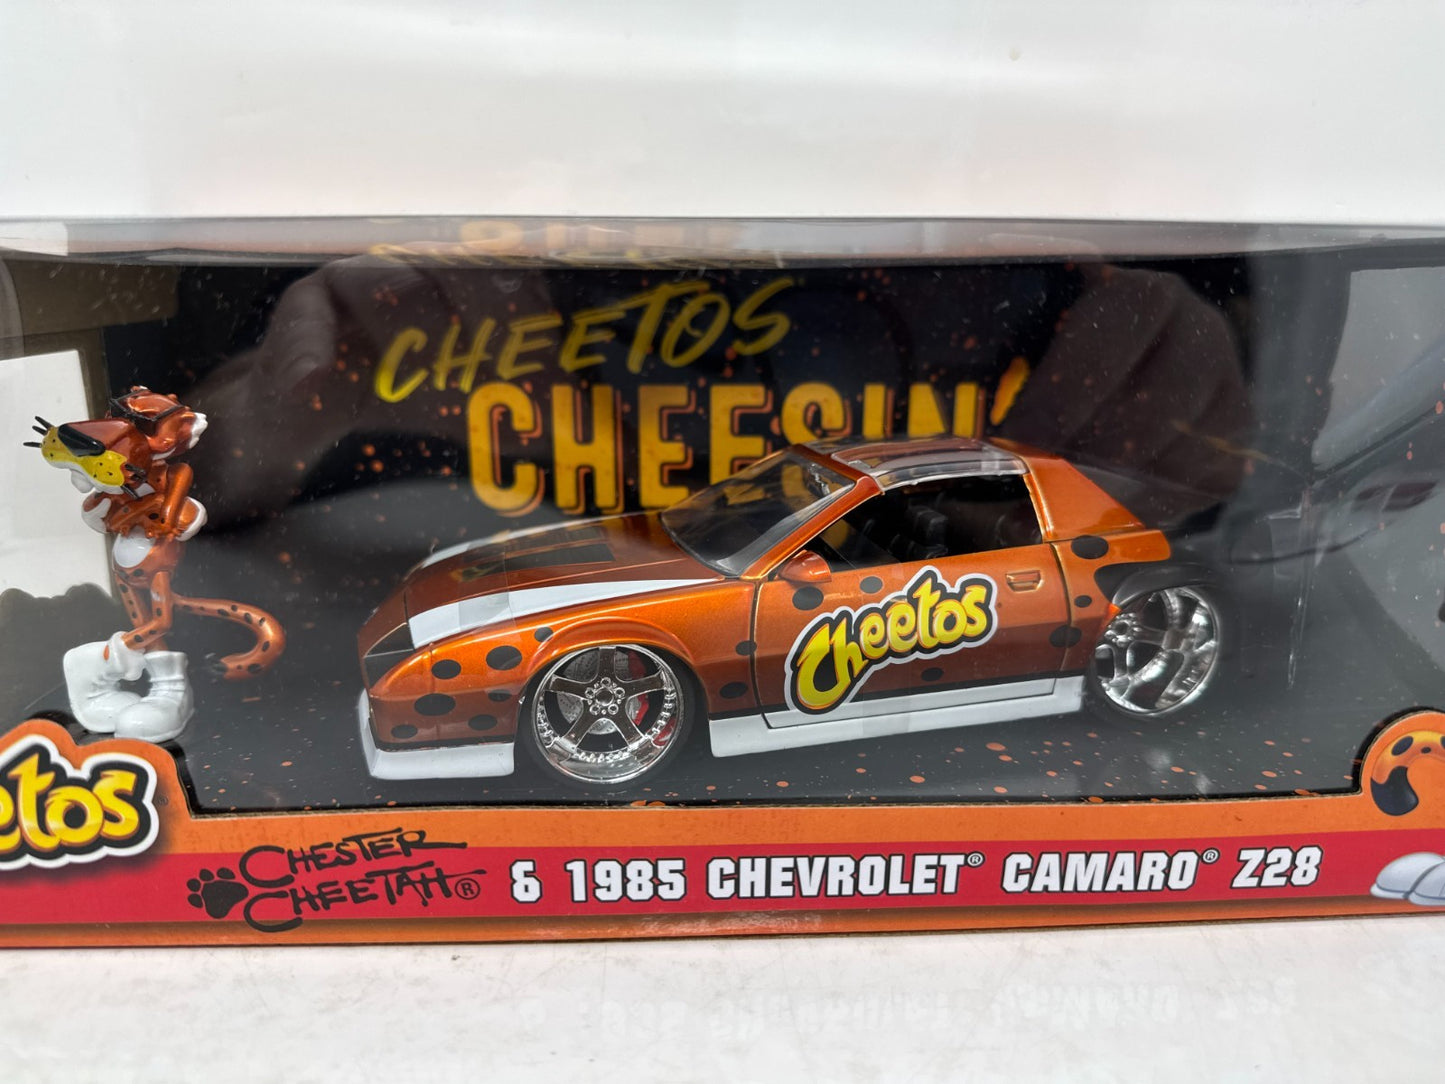 CHEETOS
CHEESIN'
Cheetos
etos
CHESTER
CHEETAH®
& 1985 CHEVROLET® CAMARO® Z28